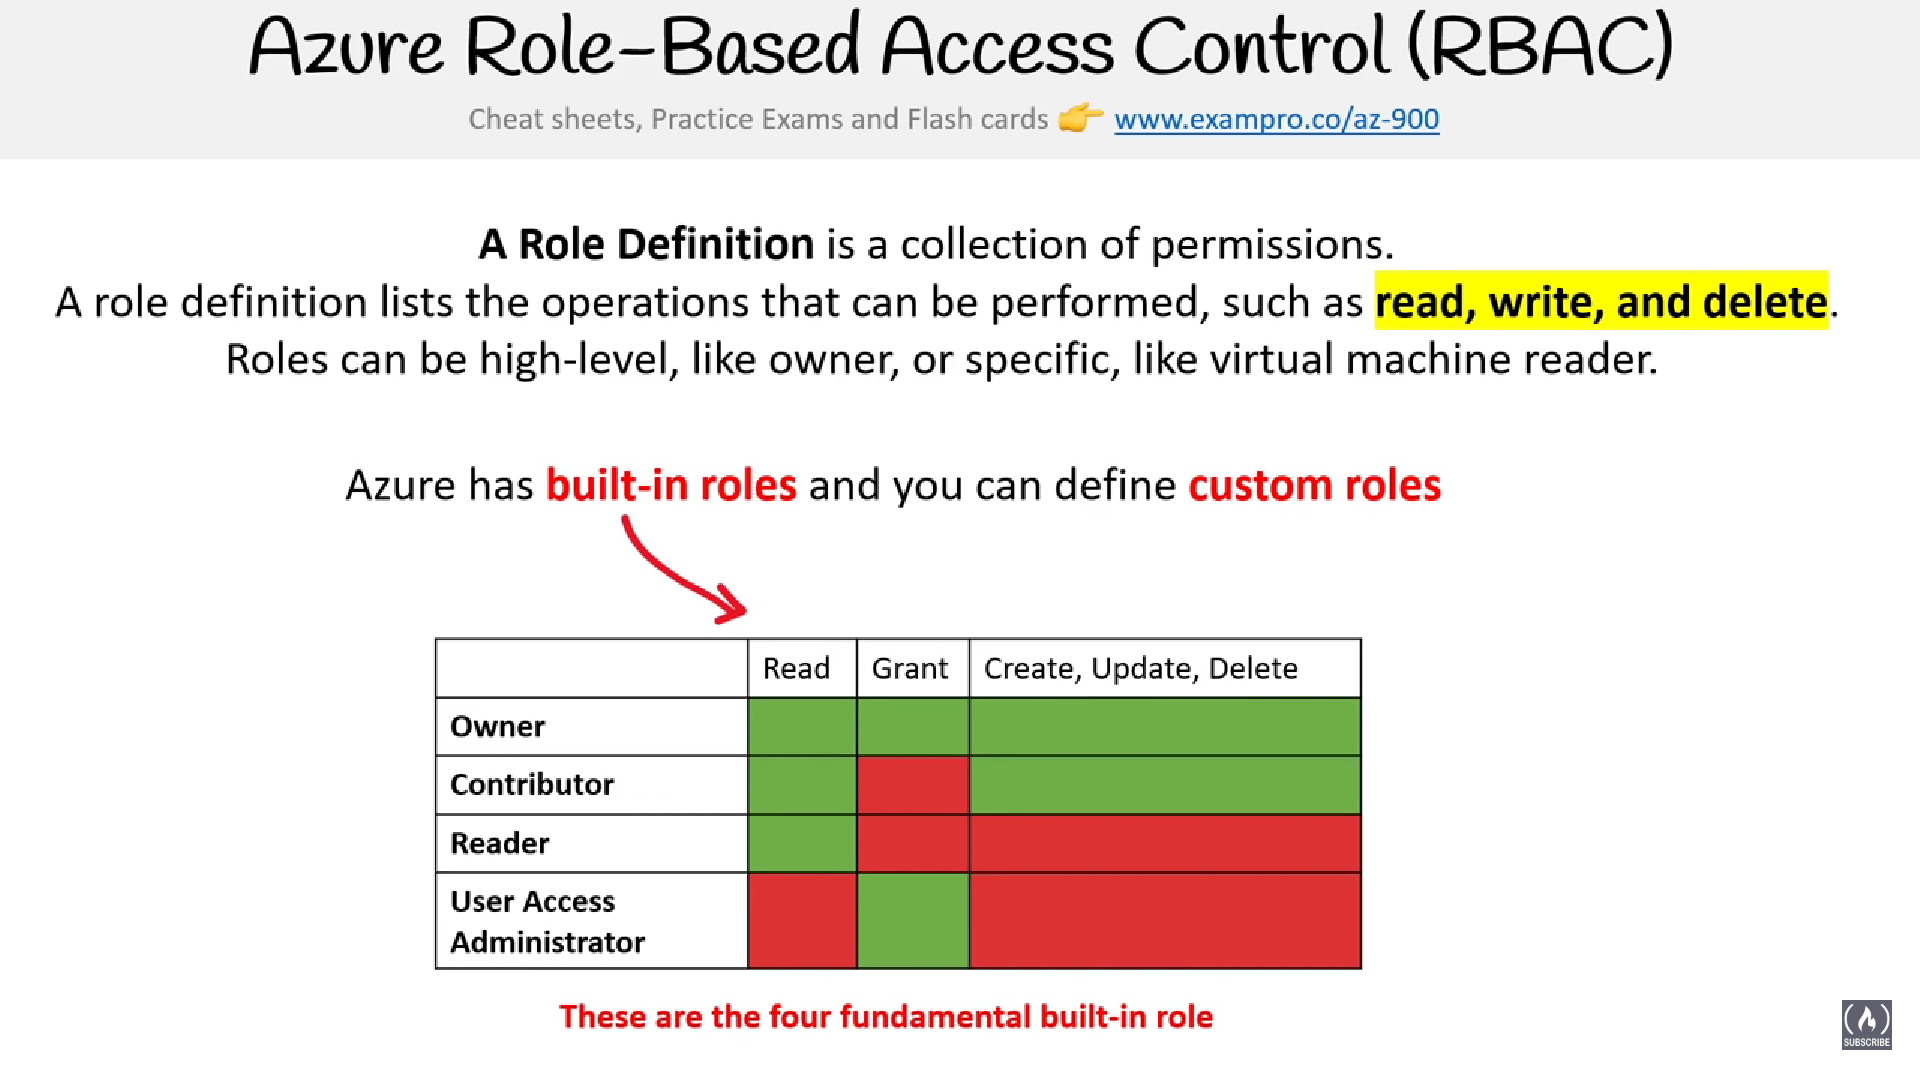 Azure Role-Based Access Control (RBAC)
Cheat sheets, Practice Exams and Flash cards 👉 www.exampro.co/az-900
A Role Definition is a collection of permissions.
A role definition lists the operations that can be performed, such as read, write, and delete.
Roles can be high-level, like owner, or specific, like virtual machine reader.
Azure has built-in roles and you can define custom roles
Read Grant Create, Update, Delete
Owner
Contributor
Reader
User Access
Administrator
These are the four fundamental built-in role
SUBSCRIBE